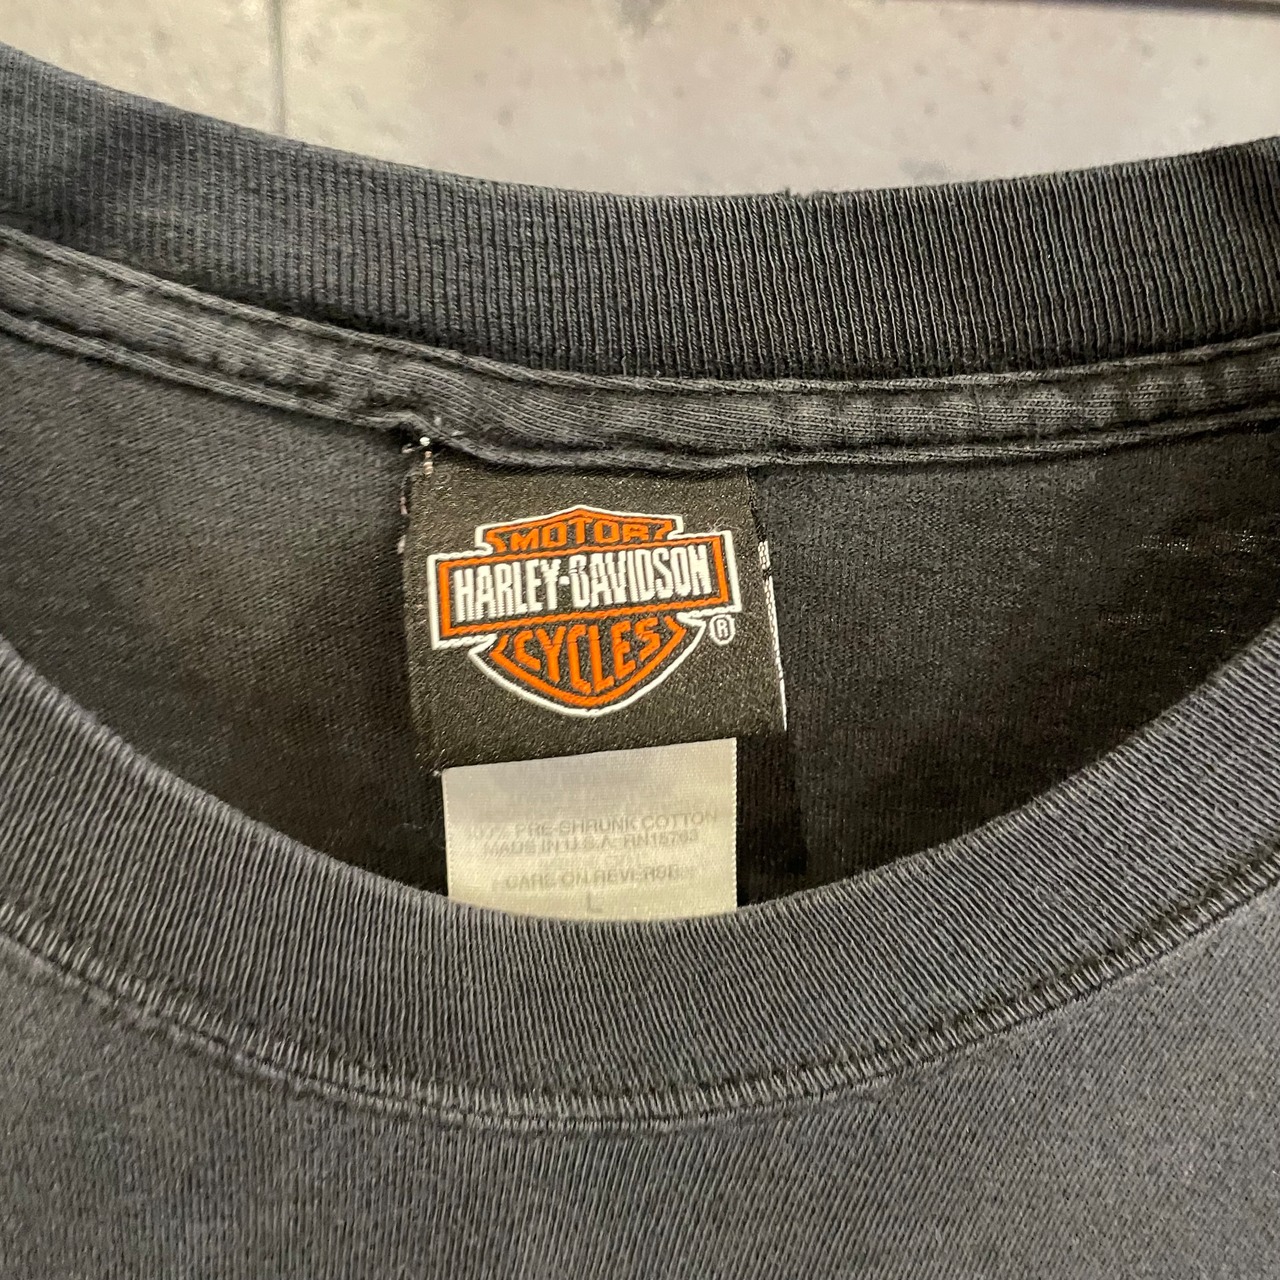 MOTOR
HARLEY-DAVIDSON
CYCLES
®
100% PRE-SHRUNK COTTON
MADE IN U.S.A. RN15763
CARE ON REVERSE
L